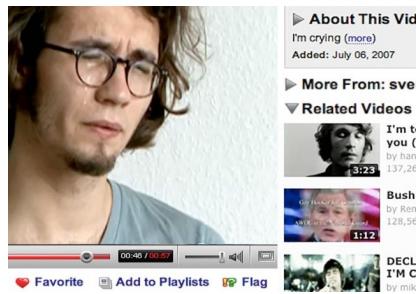 About This Vid
I'm crying (more)
Added: July 06, 2007
More From: sve
Related Videos
I'm t
you (
by han
3:23
137,26
Bush
by Ren
128,56
1:12
DECL
I'M C
by mik
00:46 / 00:57
Favorite
Add to Playlists
Flag